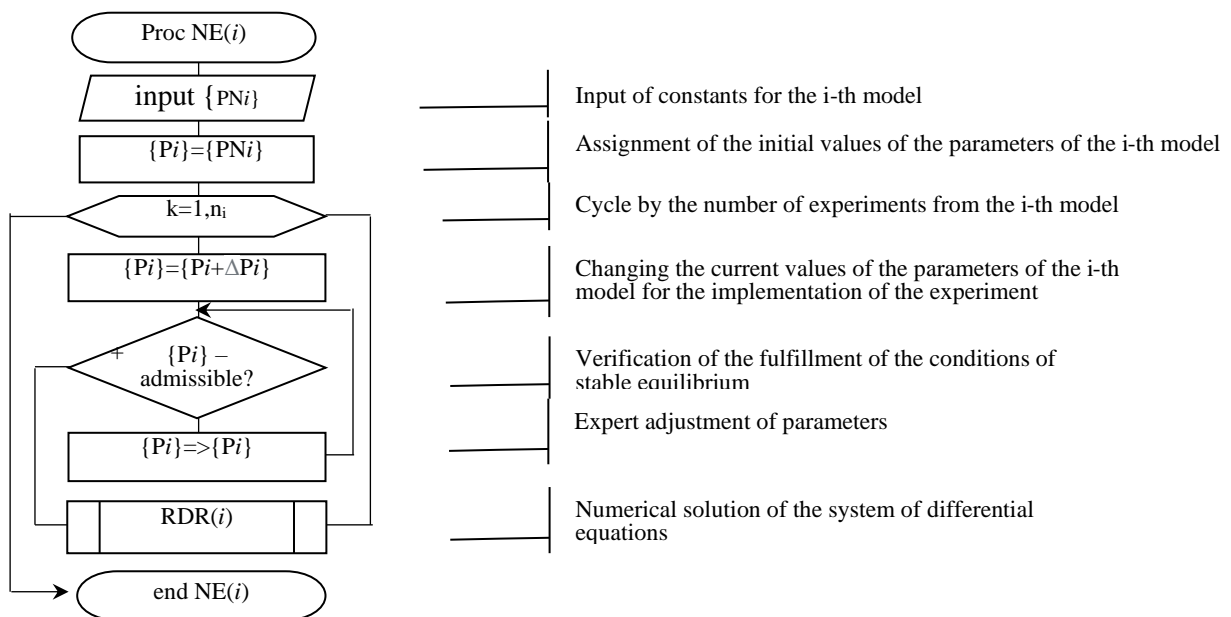 Proc NE(i)
input {PNi}
Input of constants for the i-th model
{Pi}={PNi}
Assignment of the initial values of the parameters of the i-th model
k=1,nᵢ
Cycle by the number of experiments from the i-th model
{Pi}={Pi+ΔPi}
Changing the current values of the parameters of the i-th
model for the implementation of the experiment
+ {Pi} –
admissible?
Verification of the fulfillment of the conditions of
stable equilibrium
{Pi}=>{Pi}
Expert adjustment of parameters
RDR(i)
Numerical solution of the system of differential
equations
end NE(i)